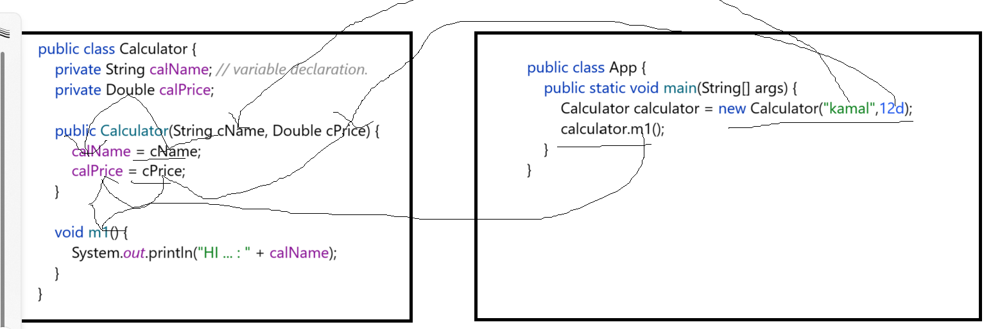 public class Calculator {
private String calName; // variable declaration.
private Double calPrice;
public Calculator(String cName, Double cPrice) {
calName = cName;
calPrice = cPrice;
}
void m1() {
System.out.println("HI ... : " + calName);
}
}
public class App {
public static void main(String[] args) {
Calculator calculator = new Calculator("kamal",12d);
calculator.m1();
}
}